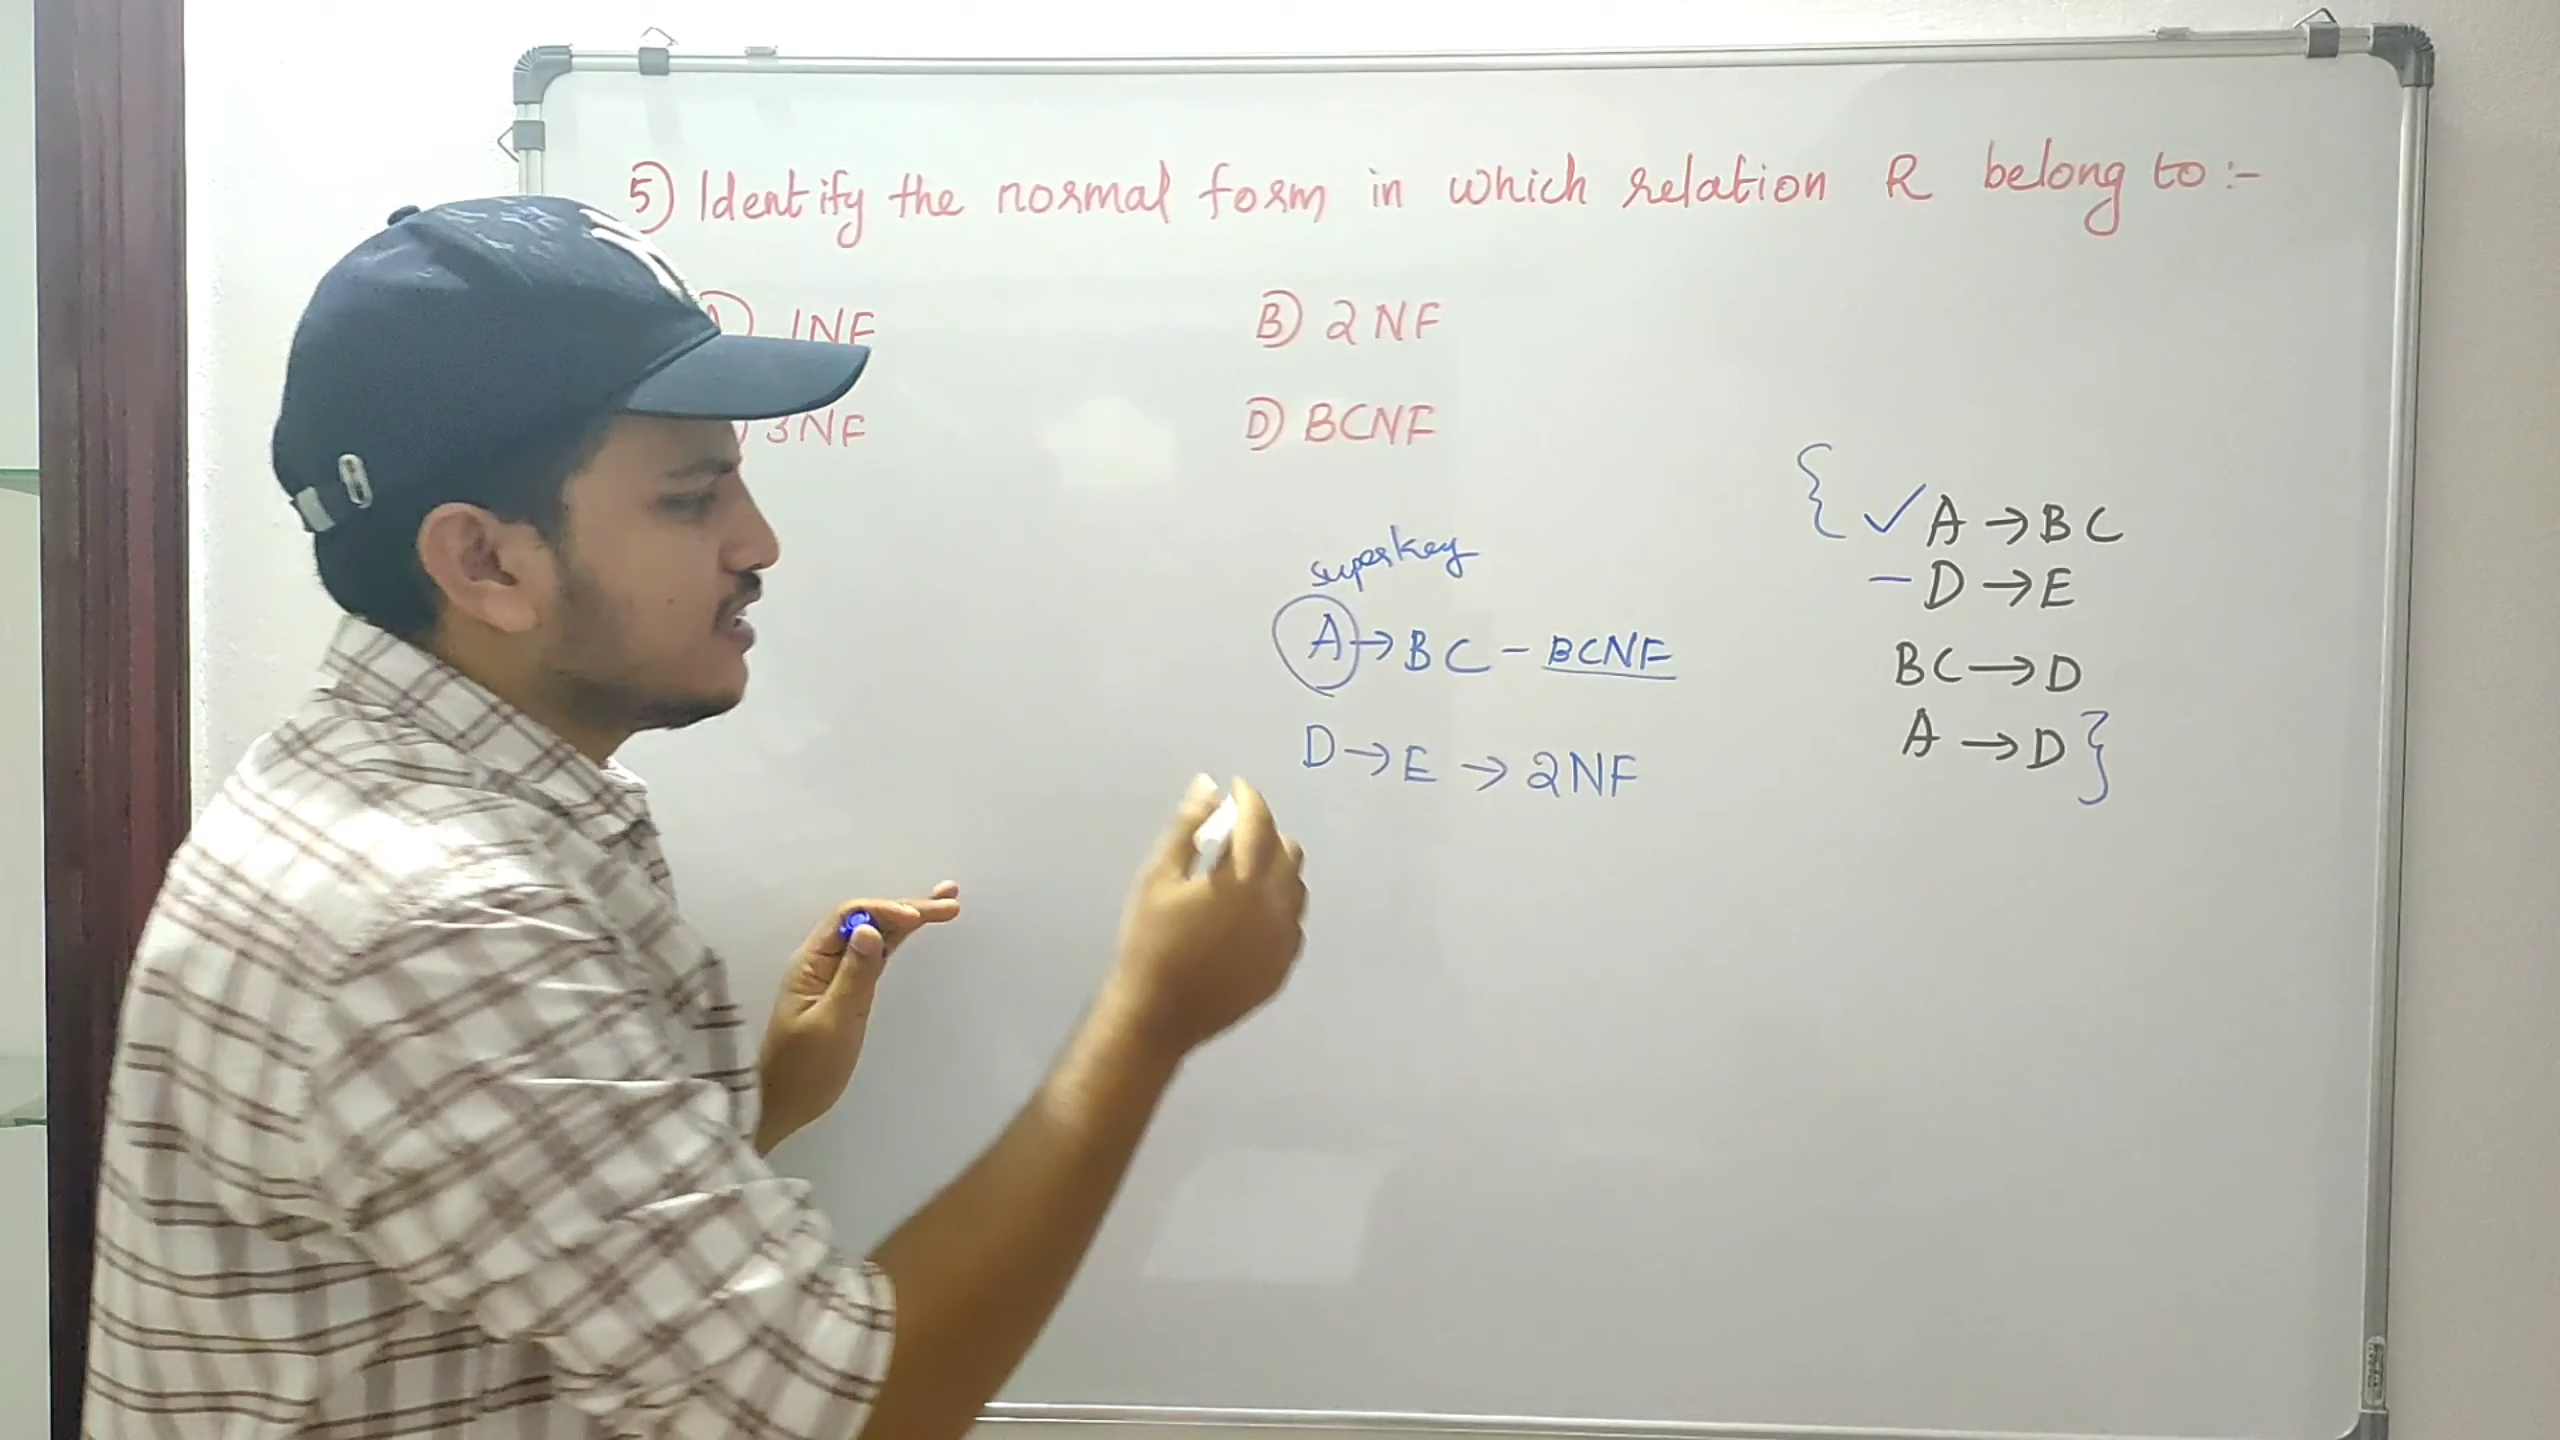 5) Identify the normal form in which relation R belong to :-
1NF
B) 2NF
3NF
D) BCNF
{ ✓ A → BC
- D → E
BC → D
A → D }
superkey
A → BC - BCNF
D → E → 2NF